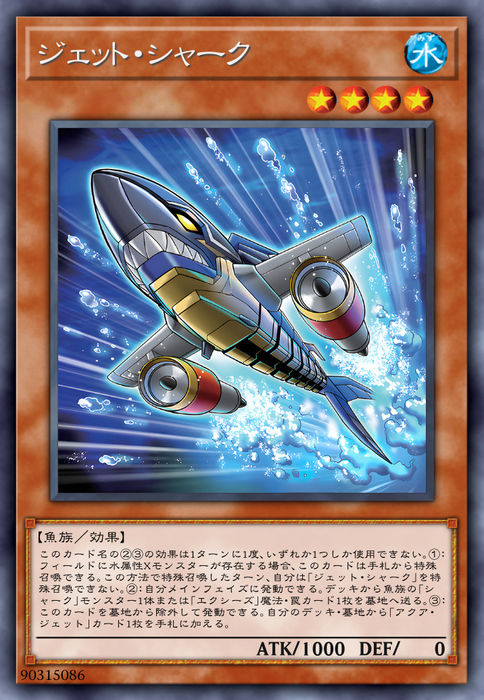 ジェット・シャーク
みず
水
【魚族／効果】
このカード名の②③の効果は1ターンに1度、いずれか1つしか使用できない。①:
フィールドに水属性Xモンスターが存在する場合、このカードは手札から特殊
召喚できる。この方法で特殊召喚したターン、自分は「ジェット・シャーク」を特
殊召喚できない。②:自分メインフェイズに発動できる。デッキから魚族の「シ
ャーク」モンスター1体または「エクシーズ」魔法・罠カード1枚を墓地へ送る。③:
このカードを墓地から除外して発動できる。自分のデッキ・墓地から「アクア・
ジェット」カード1枚を手札に加える。
ATK/1000 DEF/ 0
90315086